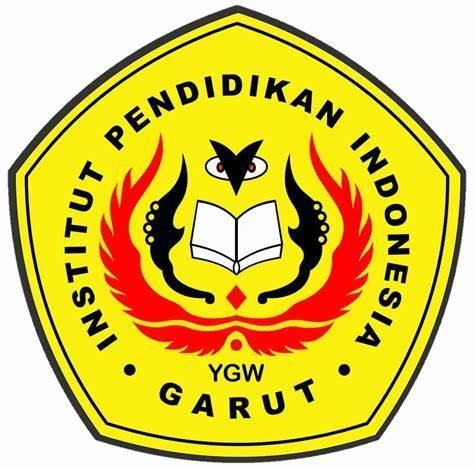 INSTITUT PENDIDIKAN INDONESIA
YGW
• GARUT •